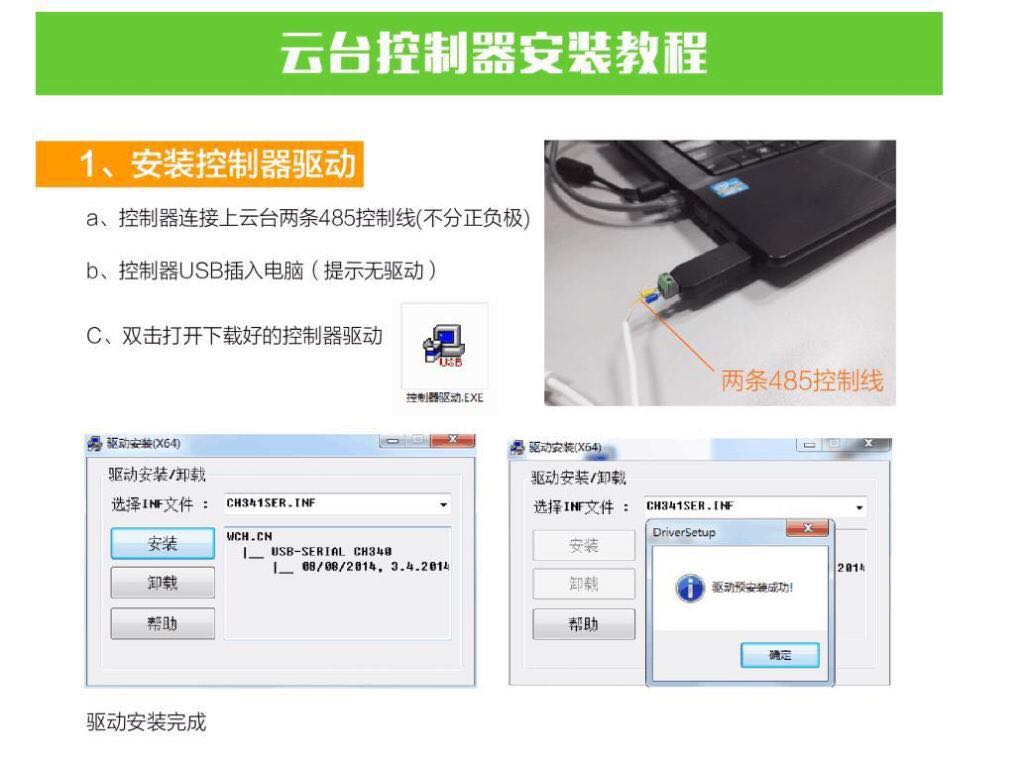 云台控制器安装教程
1、安装控制器驱动
a、控制器连接上云台两条485控制线(不分正负极)
b、控制器USB插入电脑（提示无驱动）
C、双击打开下载好的控制器驱动
USB
控制器驱动.EXE
两条485控制线
驱动安装(X64)
驱动安装/卸载
选择INF文件 ： CH341SER.INF
安装
卸载
帮助
WCH.CN
|__ USB-SERIAL CH340
|__ 08/08/2014, 3.4.2014
驱动安装(X64)
驱动安装/卸载
选择INF文件 ： CH341SER.INF
安装
卸载
帮助
2014
DriverSetup
驱动预安装成功!
确定
驱动安装完成